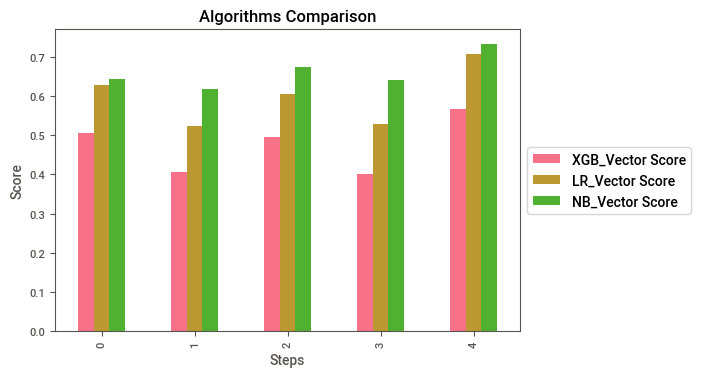 Algorithms Comparison
0.7
0.6
0.5
0.4
0.3
0.2
0.1
0.0
Score
0
1
2
3
4
Steps
XGB_Vector Score
LR_Vector Score
NB_Vector Score